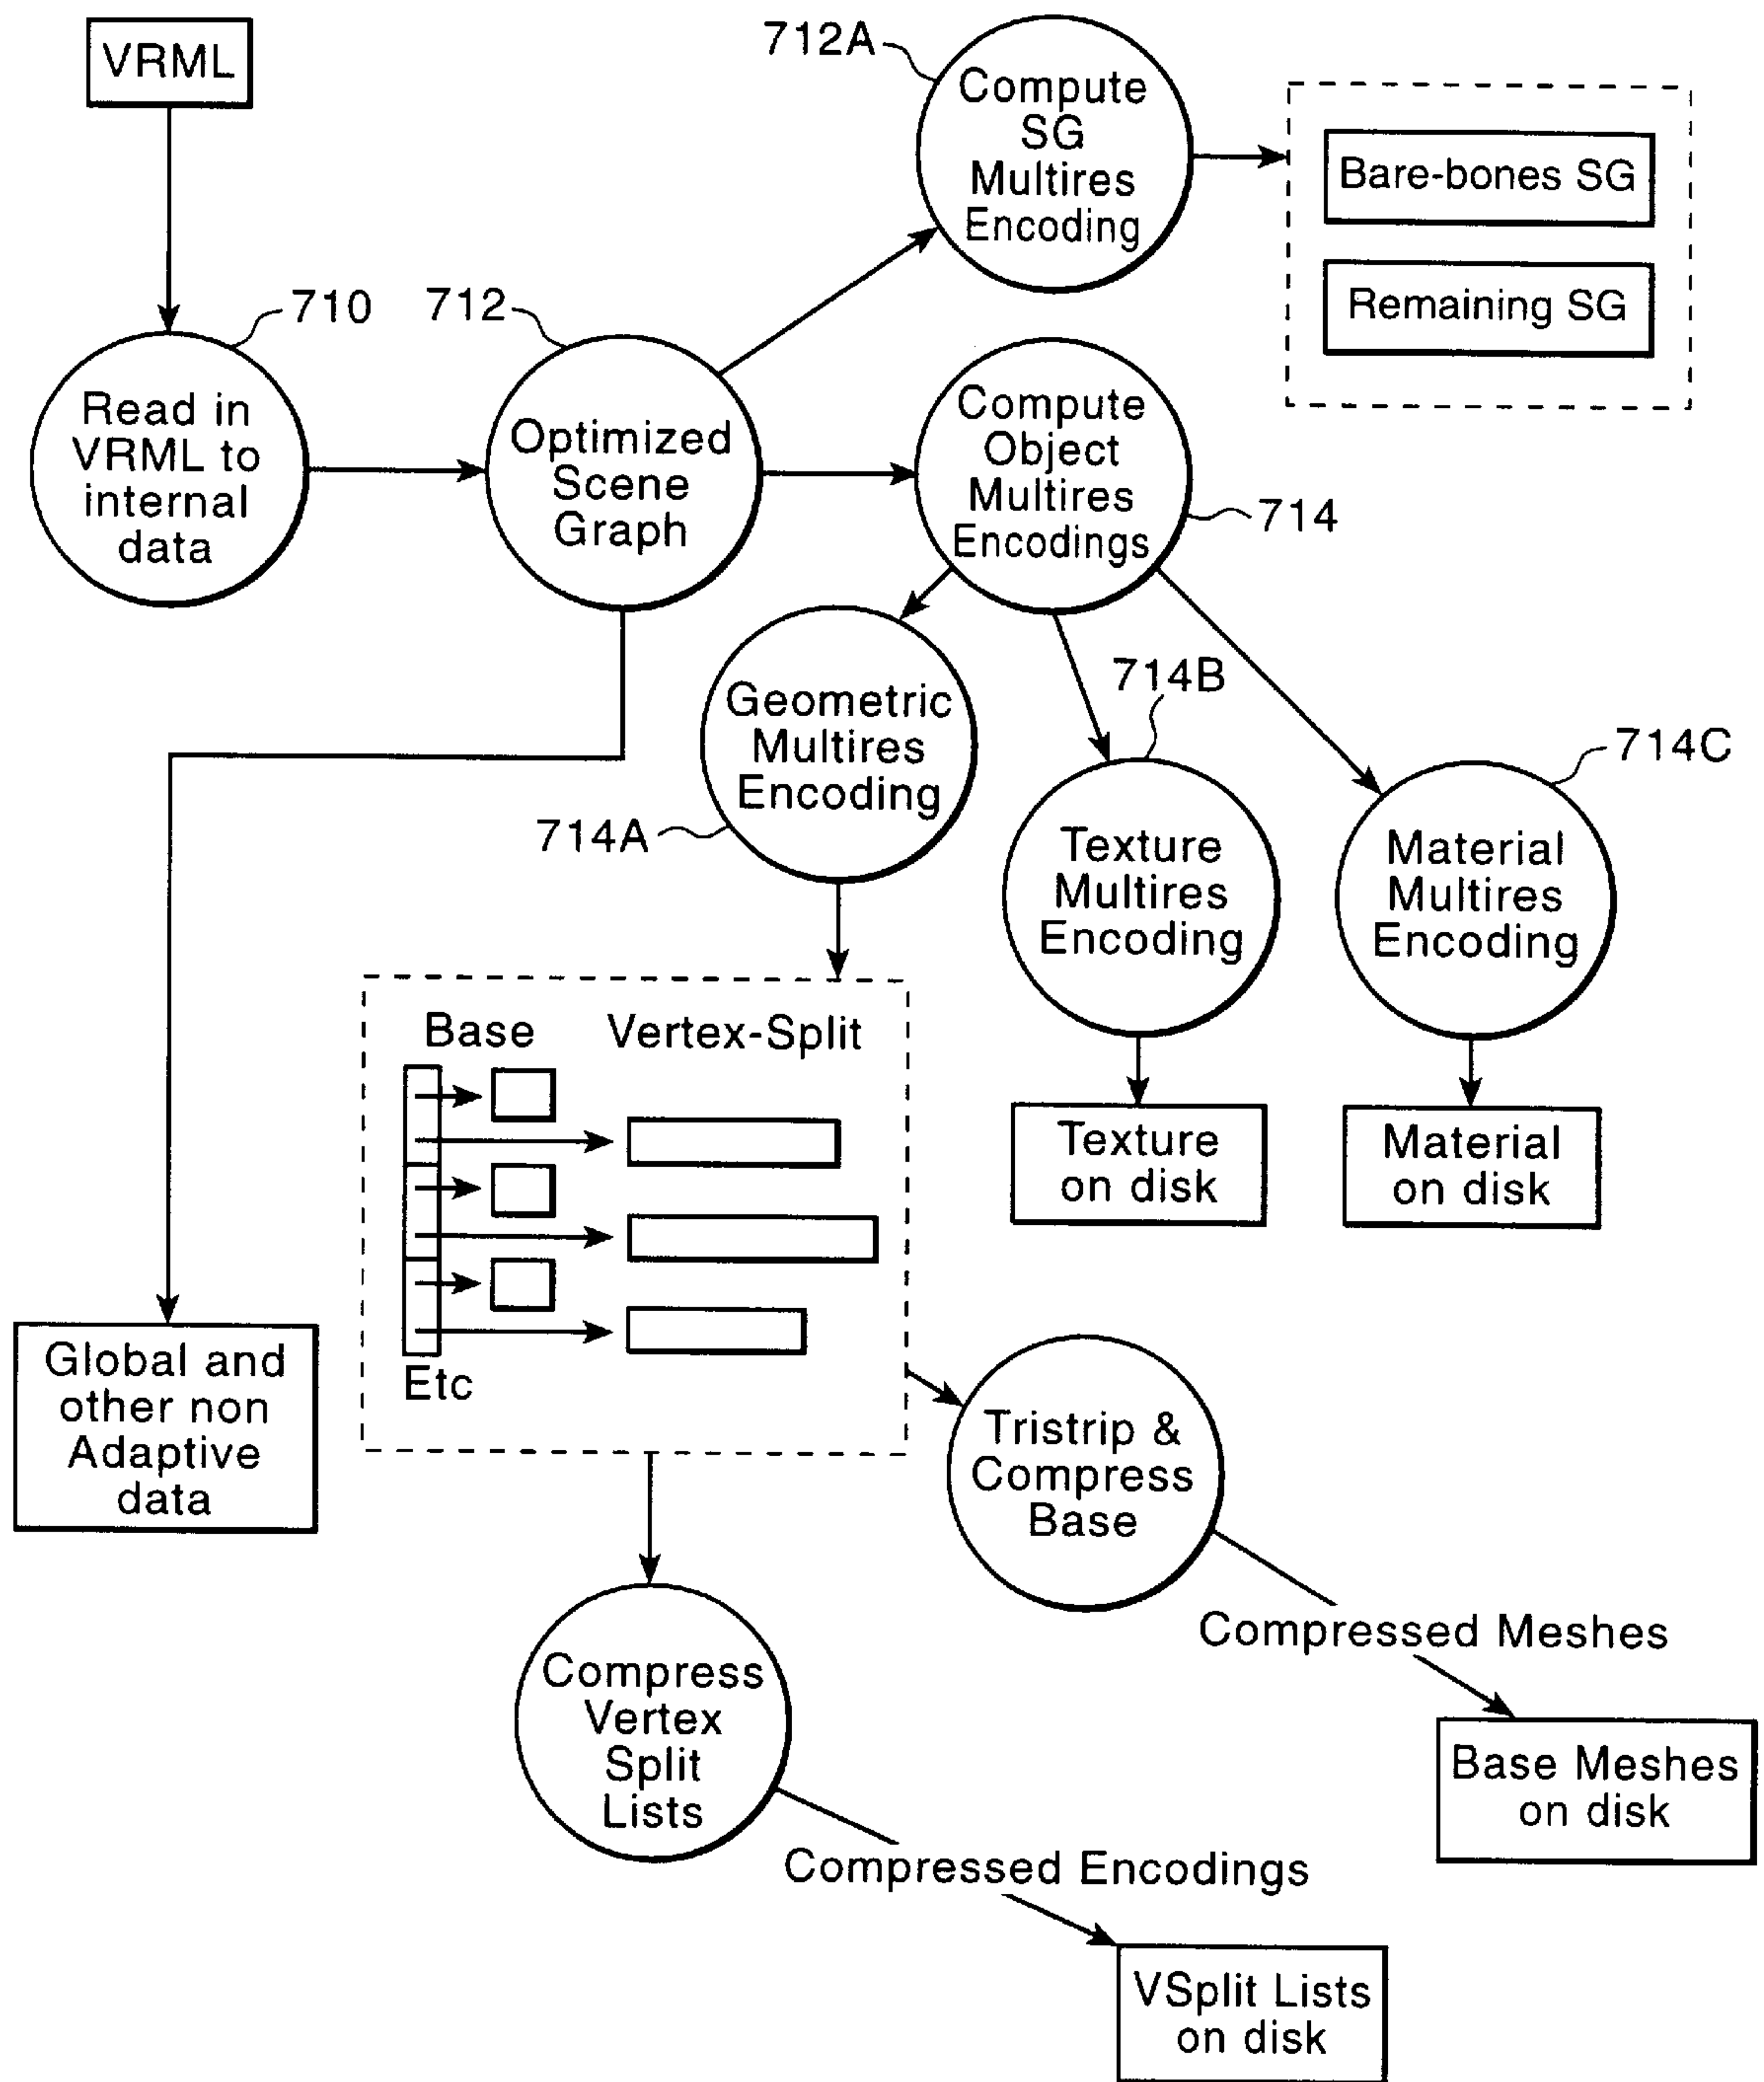 VRML
712A
Compute
SG
Multires
Encoding
Bare-bones SG
Remaining SG
710
712
Read in
VRML to
internal
data
Optimized
Scene
Graph
Compute
Object
Multires
Encodings
714
Geometric
Multires
Encoding
714A
714B
Texture
Multires
Encoding
714C
Material
Multires
Encoding
Base
Vertex-Split
Etc
Texture
on disk
Material
on disk
Global and
other non
Adaptive
data
Tristrip &
Compress
Base
Compressed Meshes
Base Meshes
on disk
Compress
Vertex
Split
Lists
Compressed Encodings
VSplit Lists
on disk